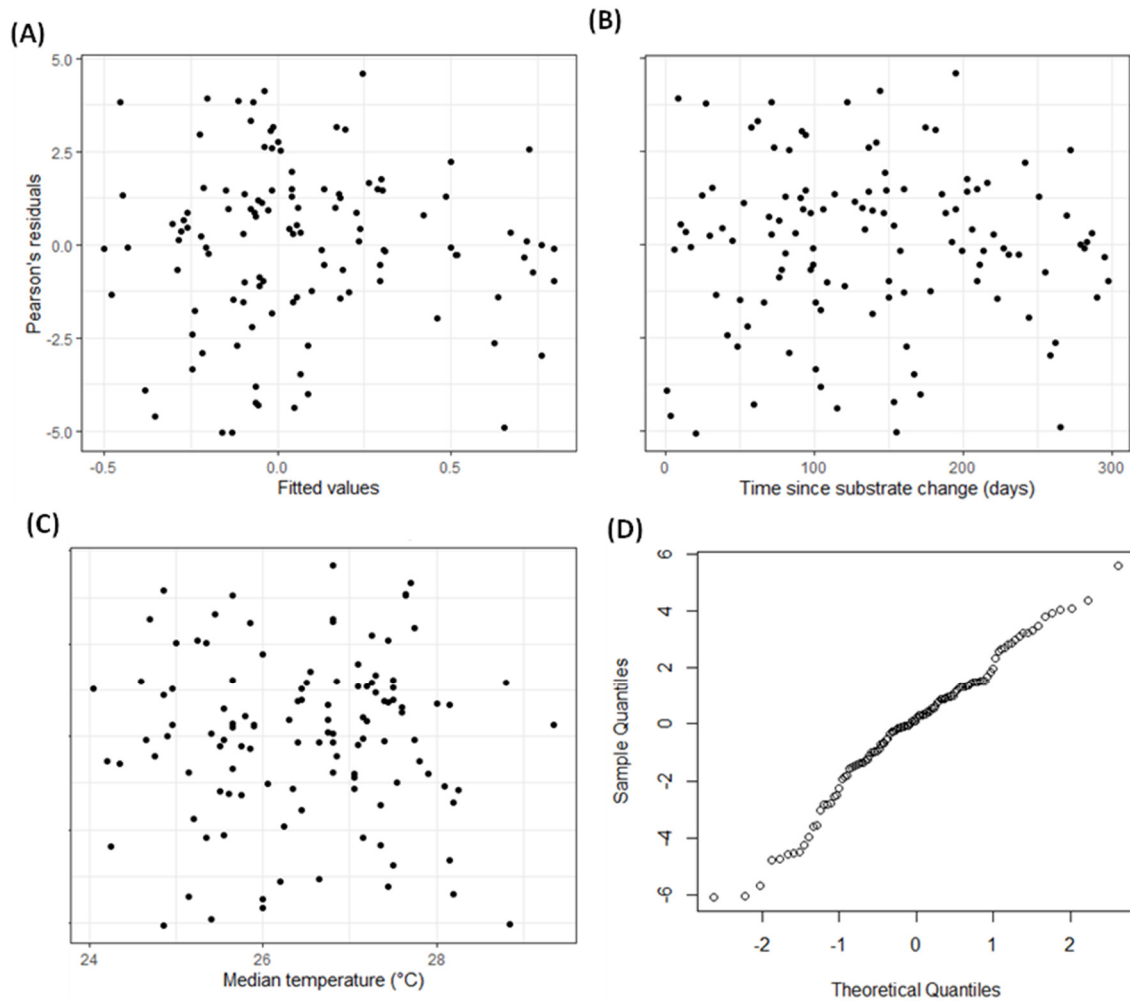 (A)
(B)
5.0
2.5
0.0
-2.5
-5.0
Pearson's residuals
-0.5 0.0 0.5
Fitted values
0 100 200 300
Time since substrate change (days)
(C)
(D)
24 26 28
Median temperature (°C)
6
4
2
0
-2
-4
-6
Sample Quantiles
-2 -1 0 1 2
Theoretical Quantiles